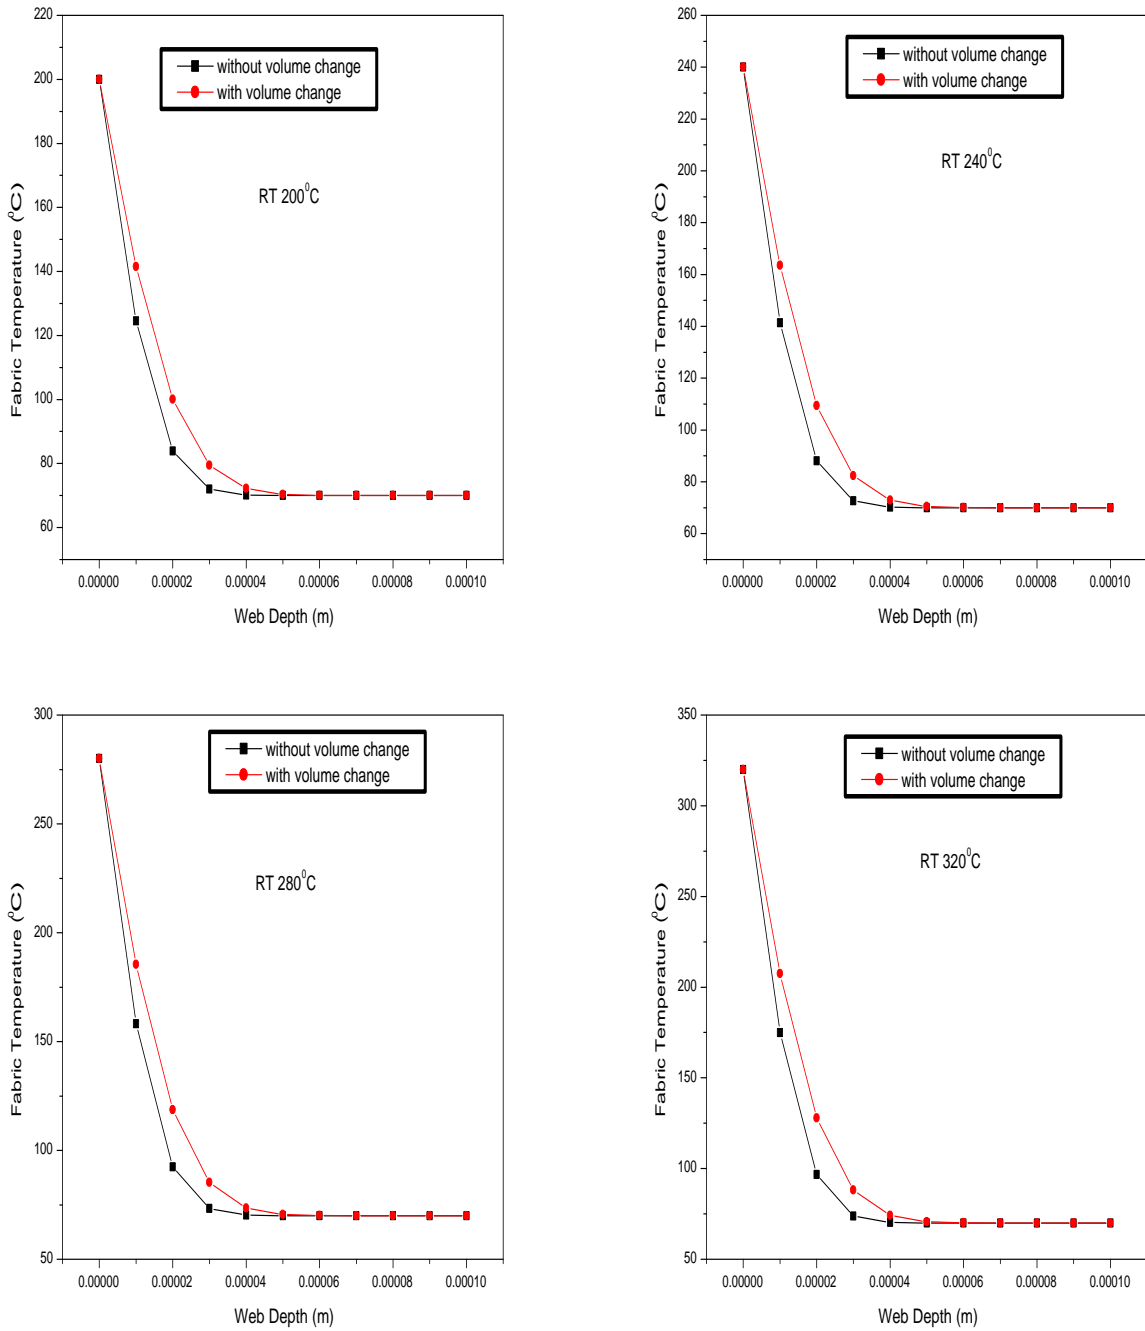 220
200
180
160
140
120
100
80
60
Fabric Temperature (⁰C)
without volume change
with volume change
RT 200⁰C
0.00000 0.00002 0.00004 0.00006 0.00008 0.00010
Web Depth (m)
260
240
220
200
180
160
140
120
100
80
60
Fabric Temperature (⁰C)
without volume change
with volume change
RT 240⁰C
0.00000 0.00002 0.00004 0.00006 0.00008 0.00010
Web Depth (m)
300
250
200
150
100
50
Fabric Temperature (⁰C)
without volume change
with volume change
RT 280⁰C
0.00000 0.00002 0.00004 0.00006 0.00008 0.00010
Web Depth (m)
350
300
250
200
150
100
50
Fabric Temperature (⁰C)
without volume change
with volume change
RT 320⁰C
0.00000 0.00002 0.00004 0.00006 0.00008 0.00010
Web Depth (m)